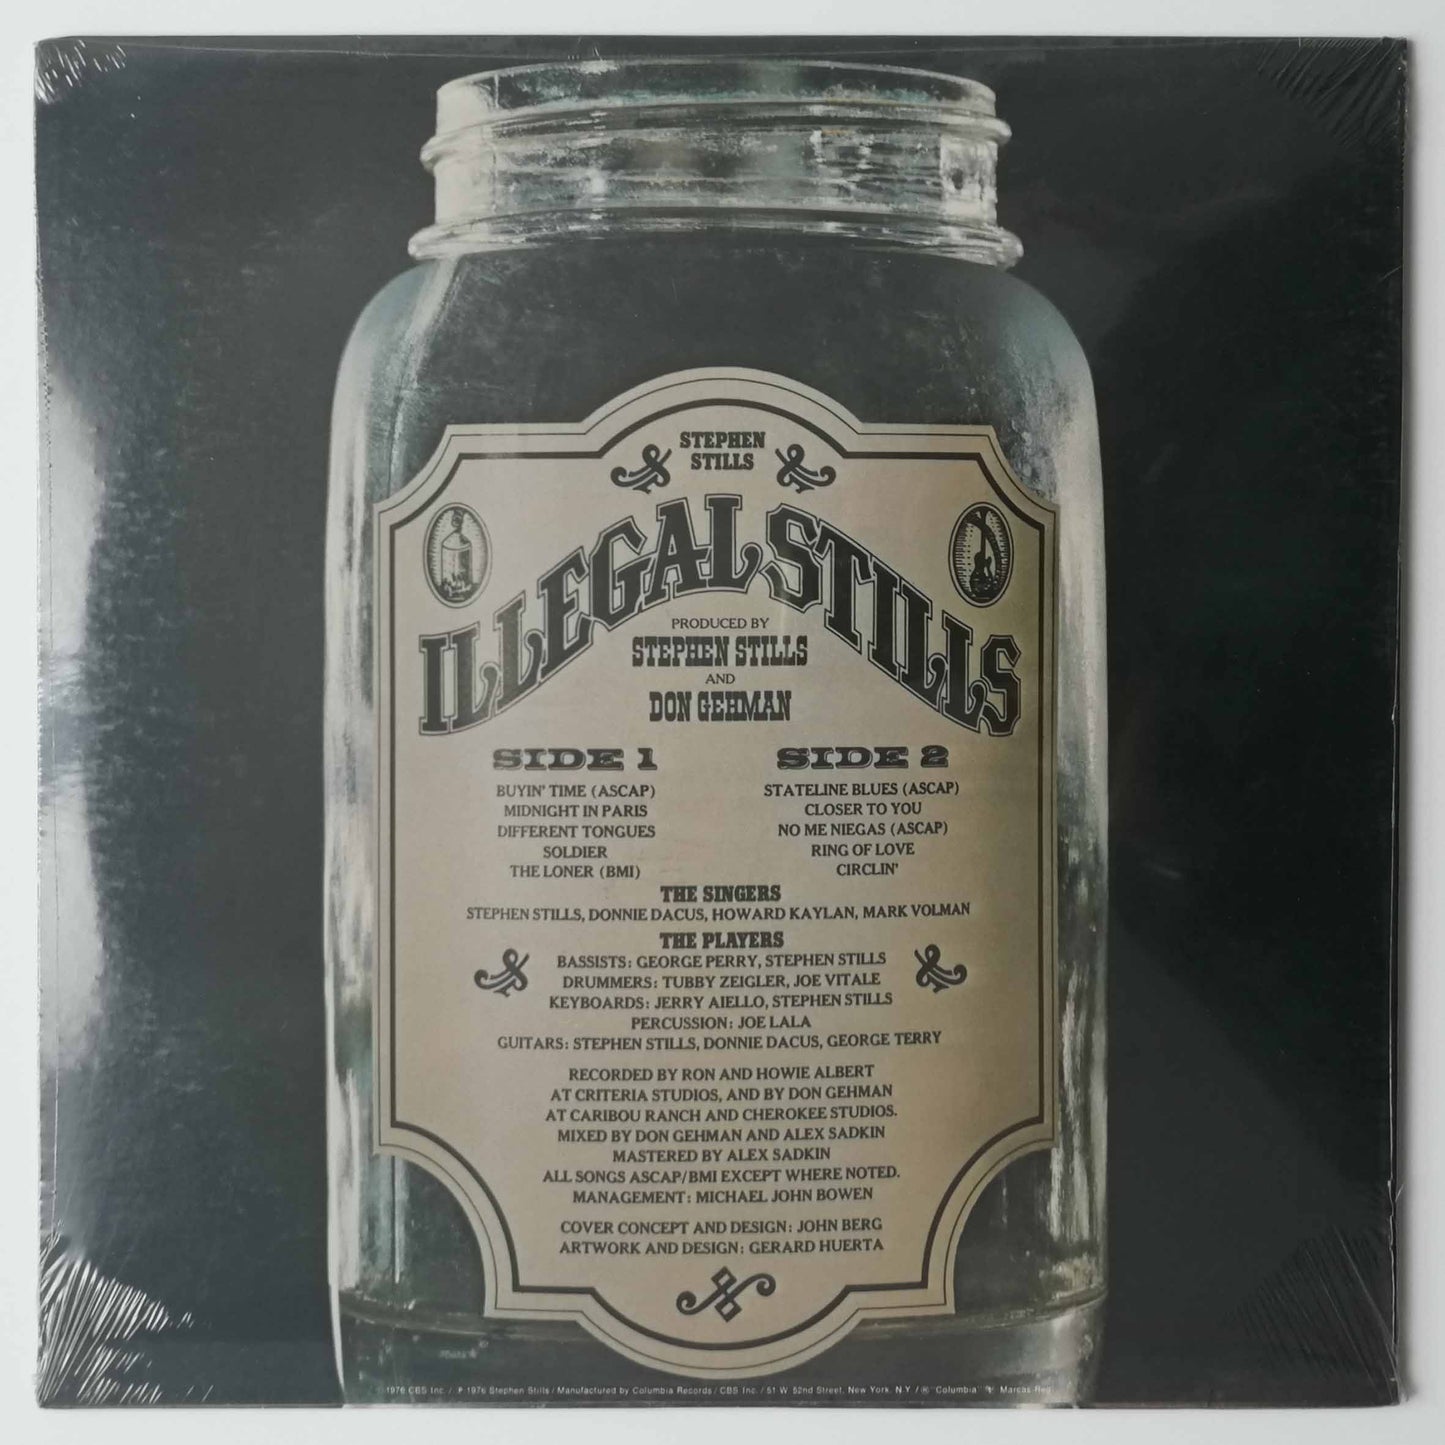 STEPHEN
STILLS
ILLEGAL STILLS
PRODUCED BY
STEPHEN STILLS
AND
DON GEHMAN
SIDE 1
BUYIN' TIME (ASCAP)
MIDNIGHT IN PARIS
DIFFERENT TONGUES
SOLDIER
THE LONER (BMI)
SIDE 2
STATELINE BLUES (ASCAP)
CLOSER TO YOU
NO ME NIEGAS (ASCAP)
RING OF LOVE
CIRCLIN'
THE SINGERS
STEPHEN STILLS, DONNIE DACUS, HOWARD KAYLAN, MARK VOLMAN
THE PLAYERS
BASSISTS: GEORGE PERRY, STEPHEN STILLS
DRUMMERS: TUBBY ZEIGLER, JOE VITALE
KEYBOARDS: JERRY AIELLO, STEPHEN STILLS
PERCUSSION: JOE LALA
GUITARS: STEPHEN STILLS, DONNIE DACUS, GEORGE TERRY
RECORDED BY RON AND HOWIE ALBERT
AT CRITERIA STUDIOS, AND BY DON GEHMAN
AT CARIBOU RANCH AND CHEROKEE STUDIOS.
MIXED BY DON GEHMAN AND ALEX SADKIN
MASTERED BY ALEX SADKIN
ALL SONGS ASCAP/BMI EXCEPT WHERE NOTED.
MANAGEMENT: MICHAEL JOHN BOWEN
COVER CONCEPT AND DESIGN: JOHN BERG
ARTWORK AND DESIGN: GERARD HUERTA
1976 CBS Inc. / ℗ 1976 Stephen Stills / Manufactured by Columbia Records / CBS Inc. / 51 W. 52nd Street, New York, N.Y. / ® "Columbia," Marcas Reg.